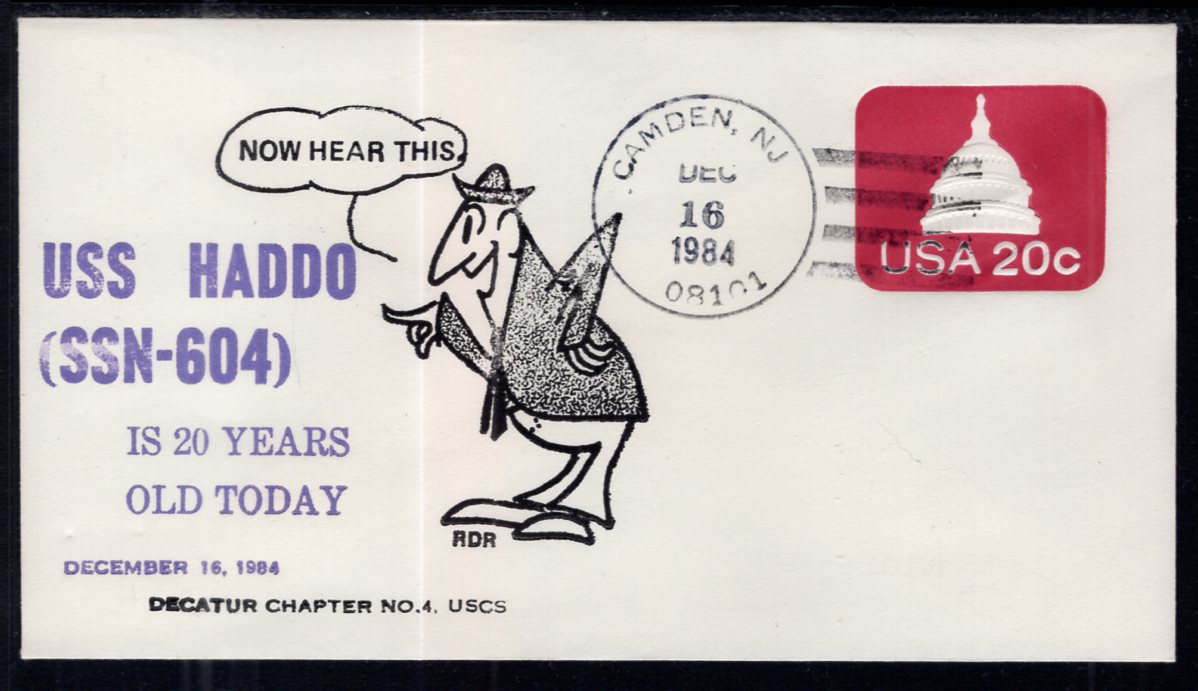 NOW HEAR THIS.
USS HADDO
(SSN-604)
IS 20 YEARS
OLD TODAY
DECEMBER 16, 1984
DECATUR CHAPTER NO.4, USCS
RDR
CAMDEN, NJ
DEC
16
1984
08101
USA 20c